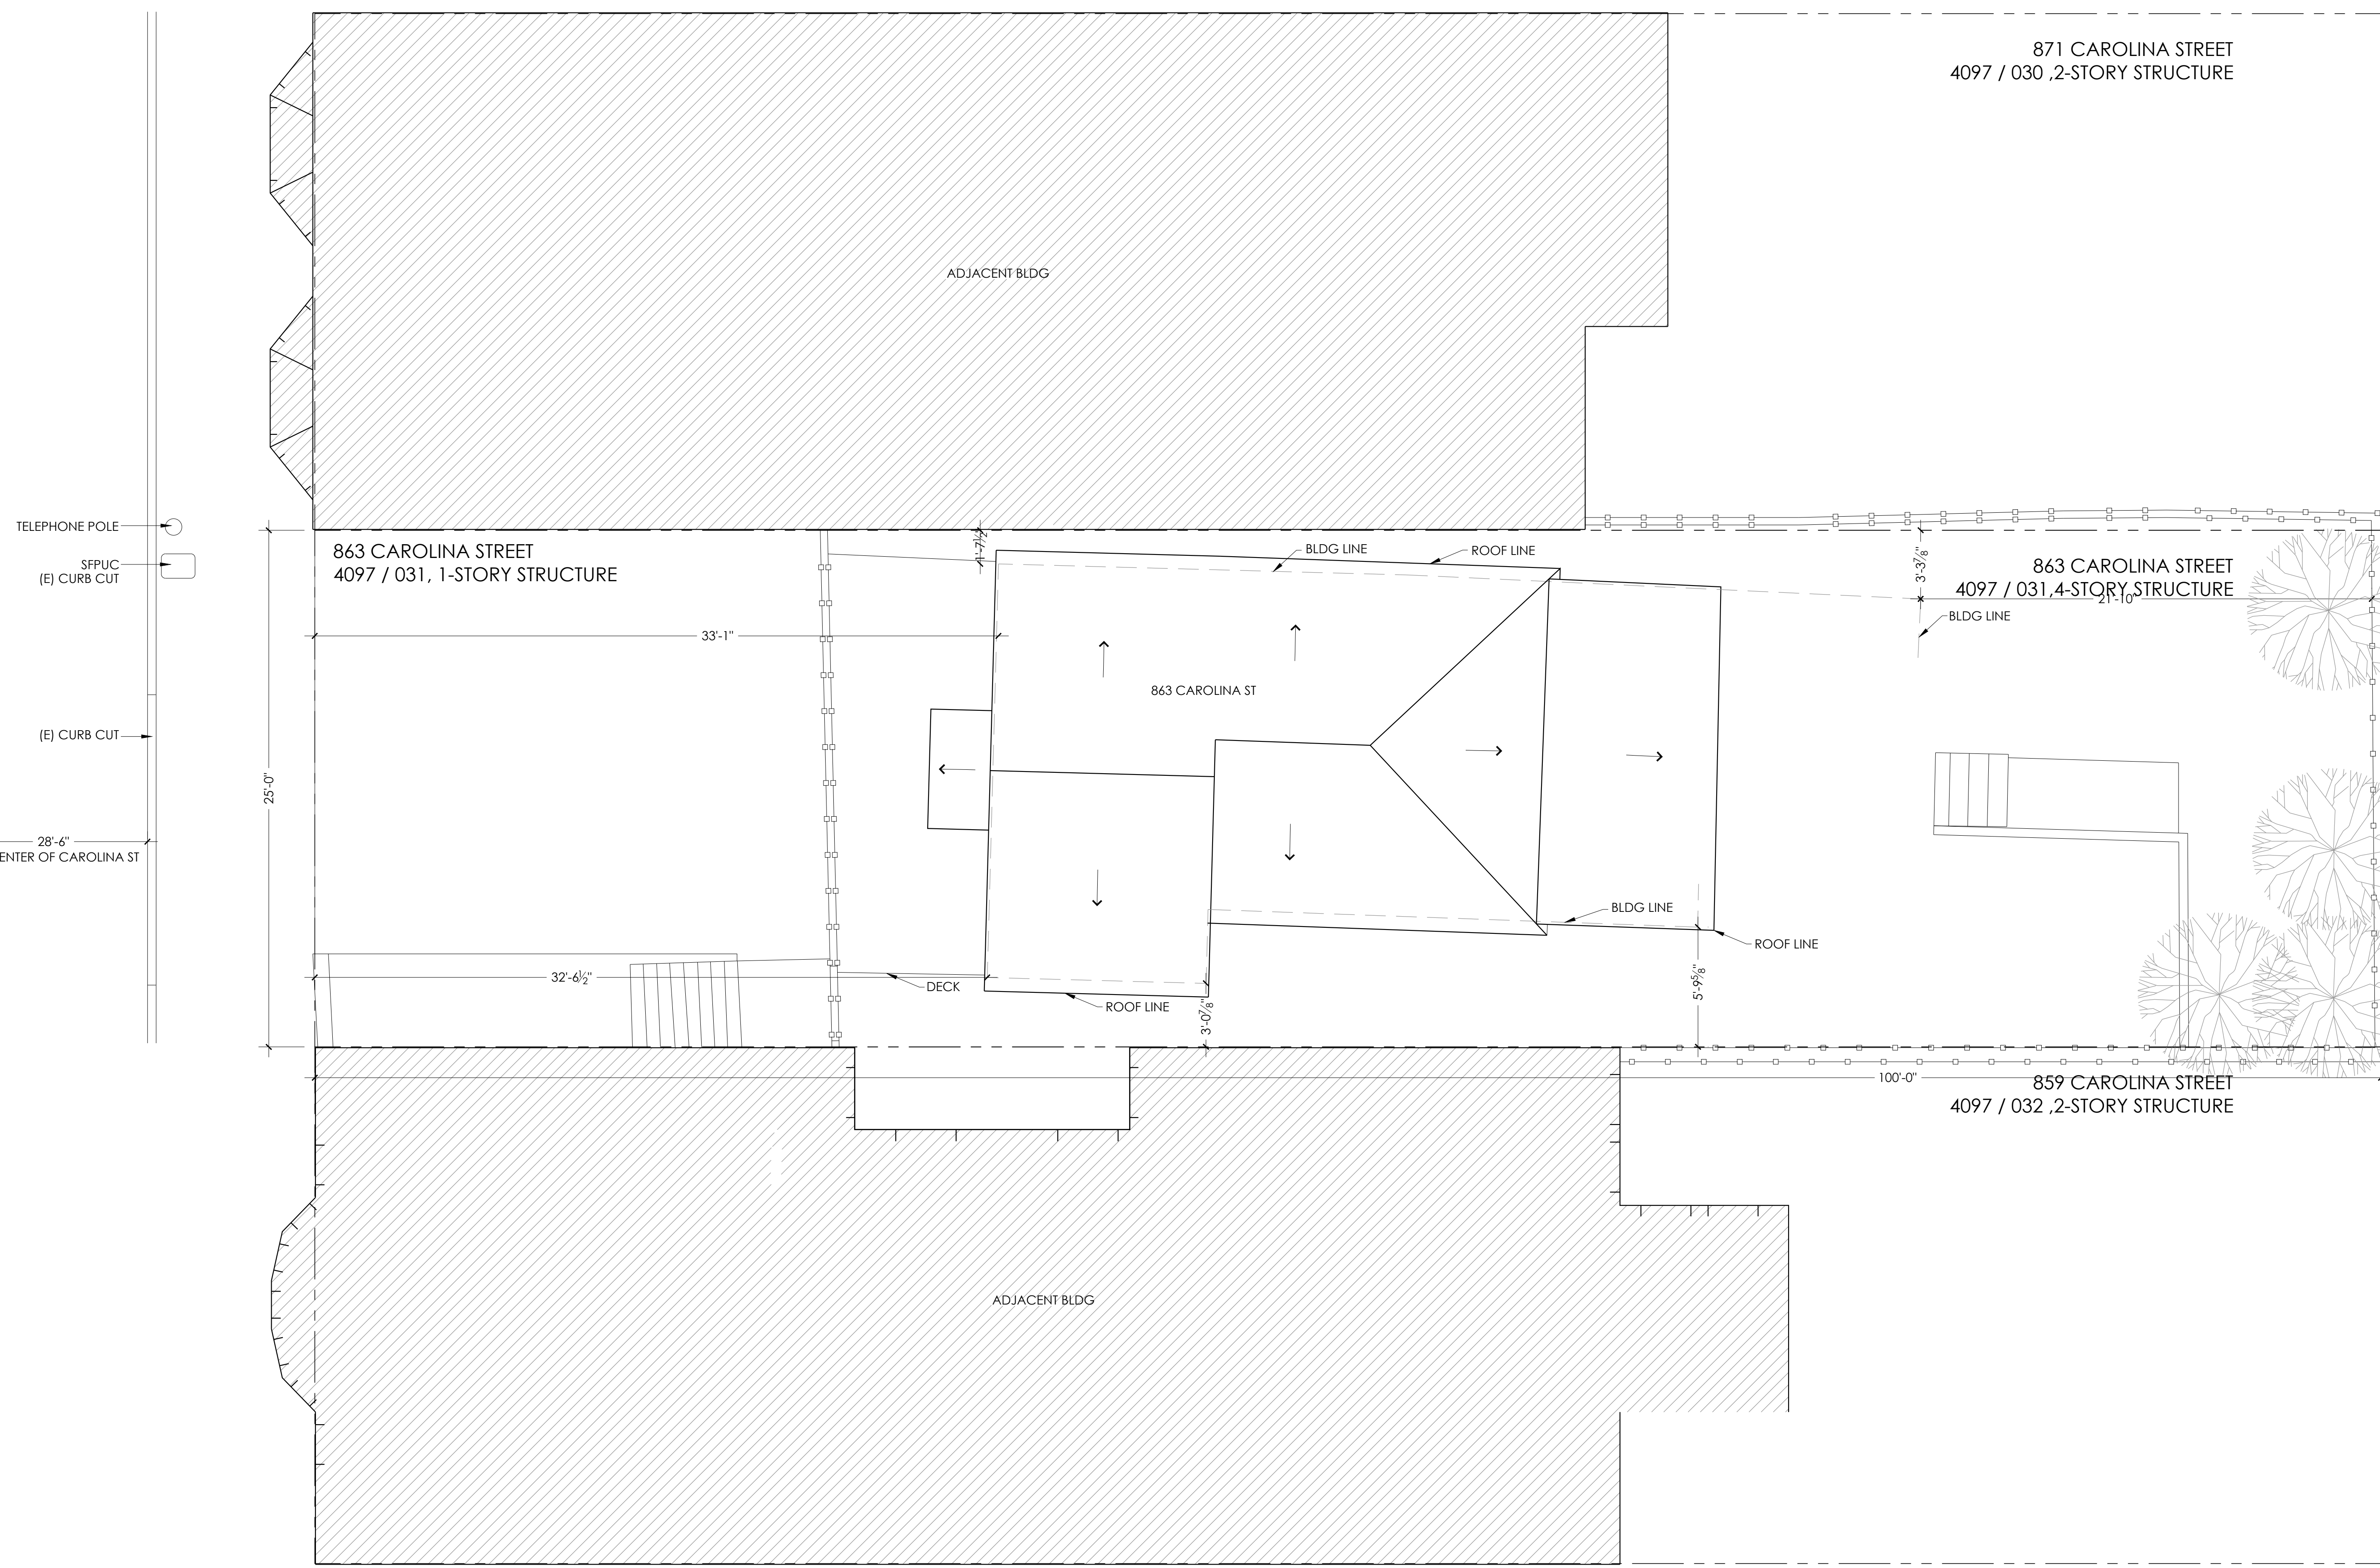 871 CAROLINA STREET
4097 / 030 ,2-STORY STRUCTURE
ADJACENT BLDG
TELEPHONE POLE
SFPUC
(E) CURB CUT
863 CAROLINA STREET
4097 / 031, 1-STORY STRUCTURE
1'-7½"
BLDG LINE
ROOF LINE
3'-3⅞"
863 CAROLINA STREET
4097 / 031,4-STORY STRUCTURE
21'-10"
BLDG LINE
33'-1"
863 CAROLINA ST
(E) CURB CUT
25'-0"
28'-6"
ENTER OF CAROLINA ST
BLDG LINE
ROOF LINE
32'-6½"
DECK
ROOF LINE
3'-0⅞"
5'-9⅝"
100'-0"
859 CAROLINA STREET
4097 / 032 ,2-STORY STRUCTURE
ADJACENT BLDG